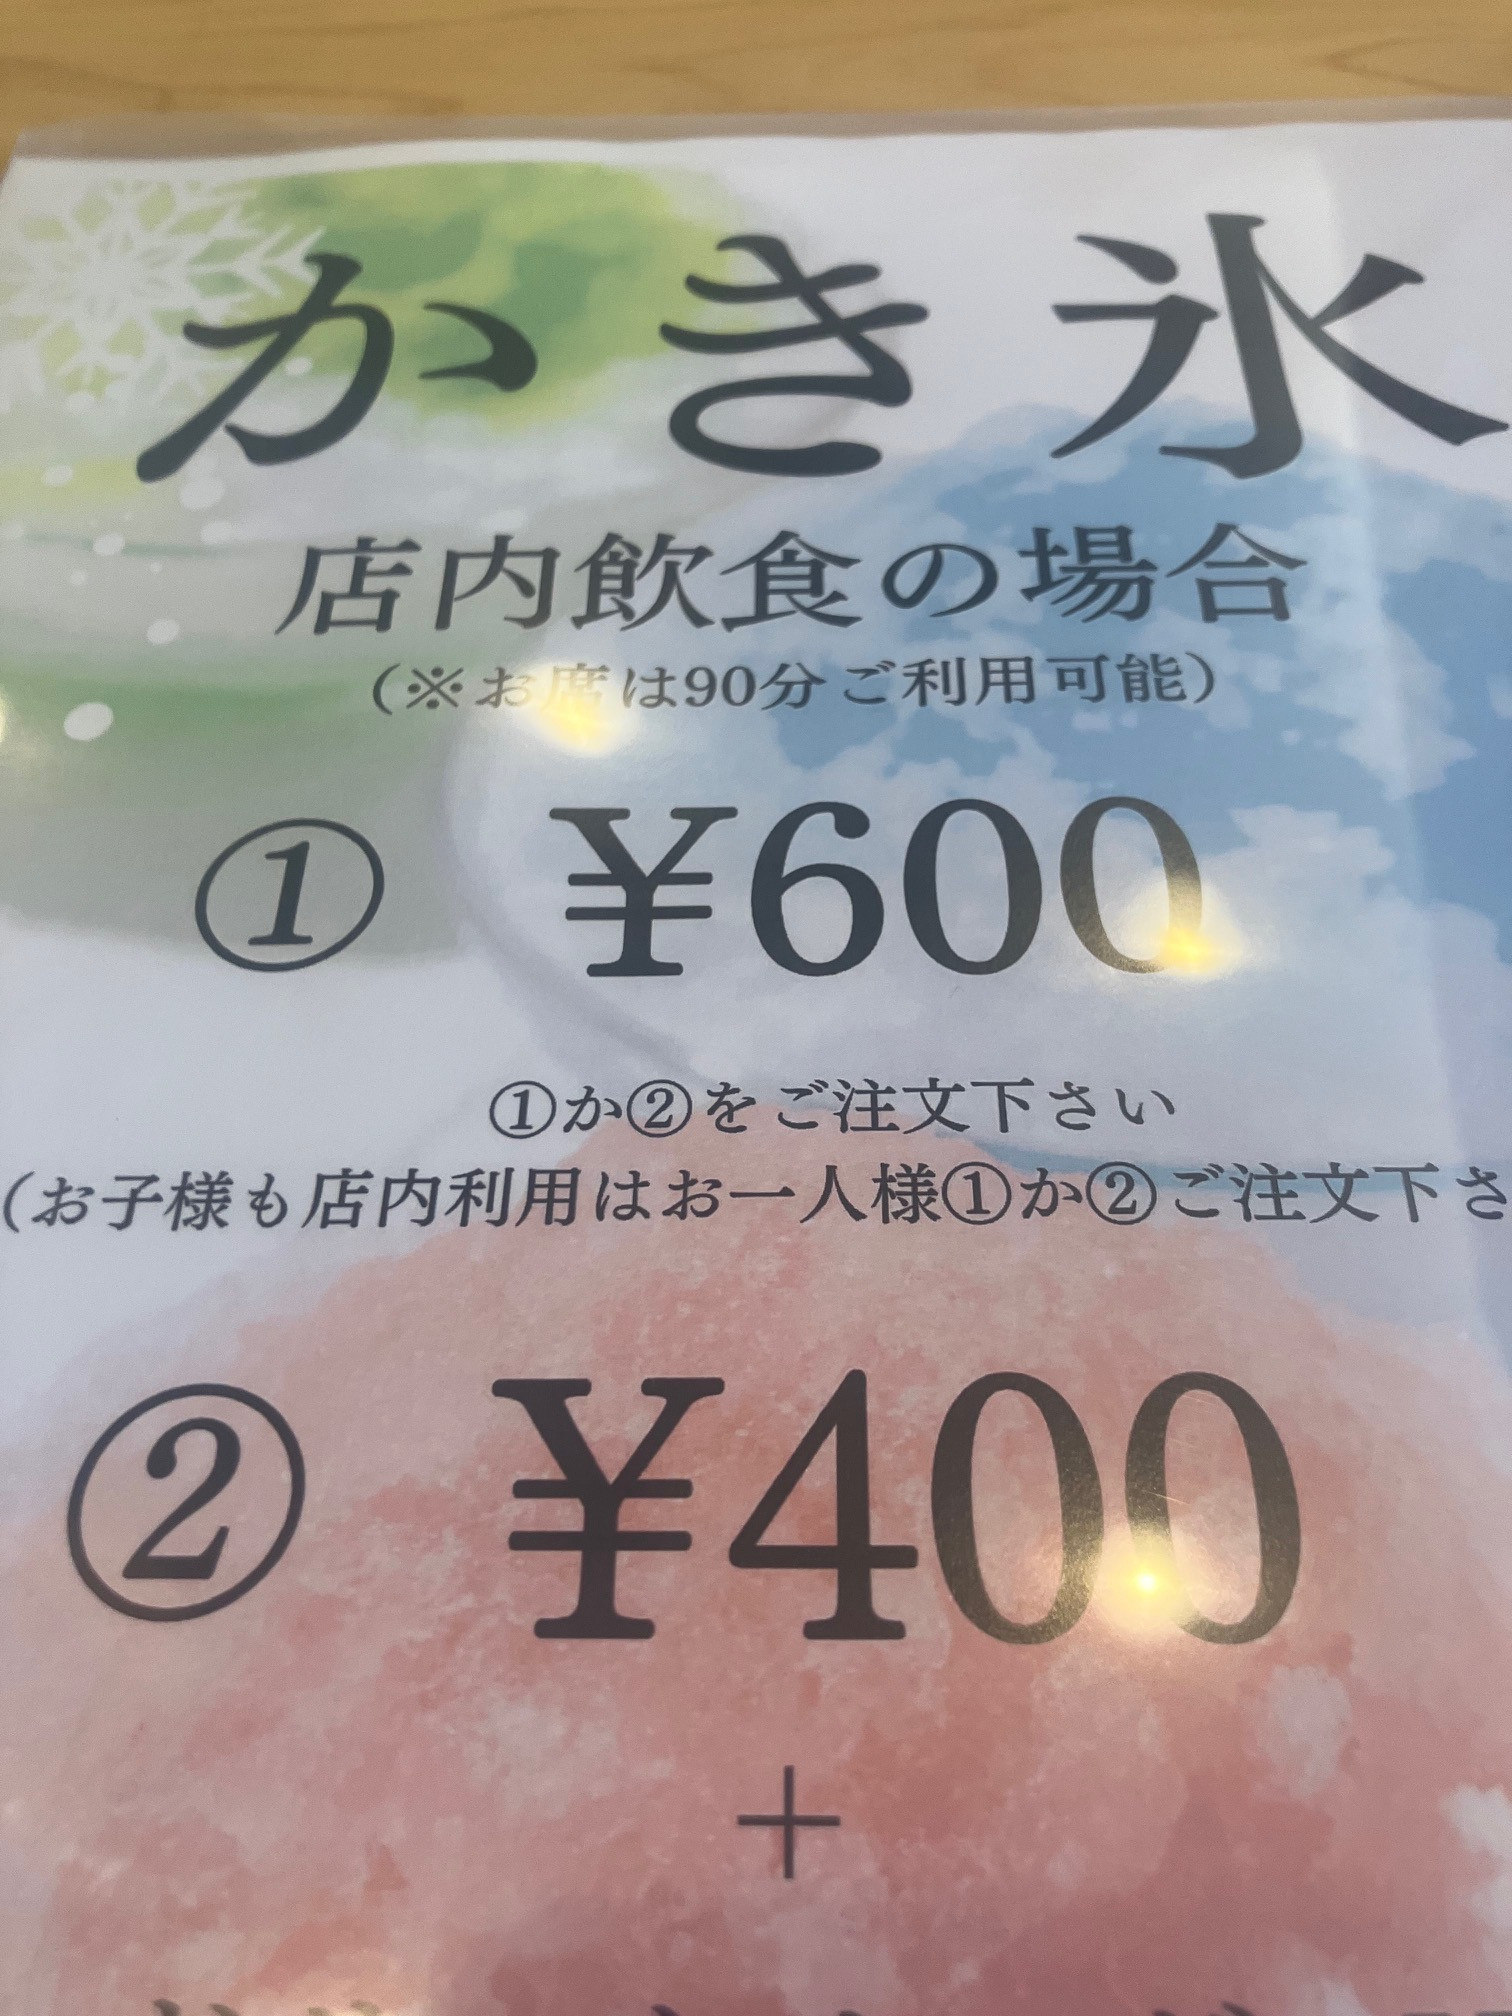 かき氷
店内飲食の場合
(※お席は90分ご利用可能)
① ¥600
①か②をご注文下さい
(お子様も店内利用はお一人様①か②ご注文下さ
② ¥400
+